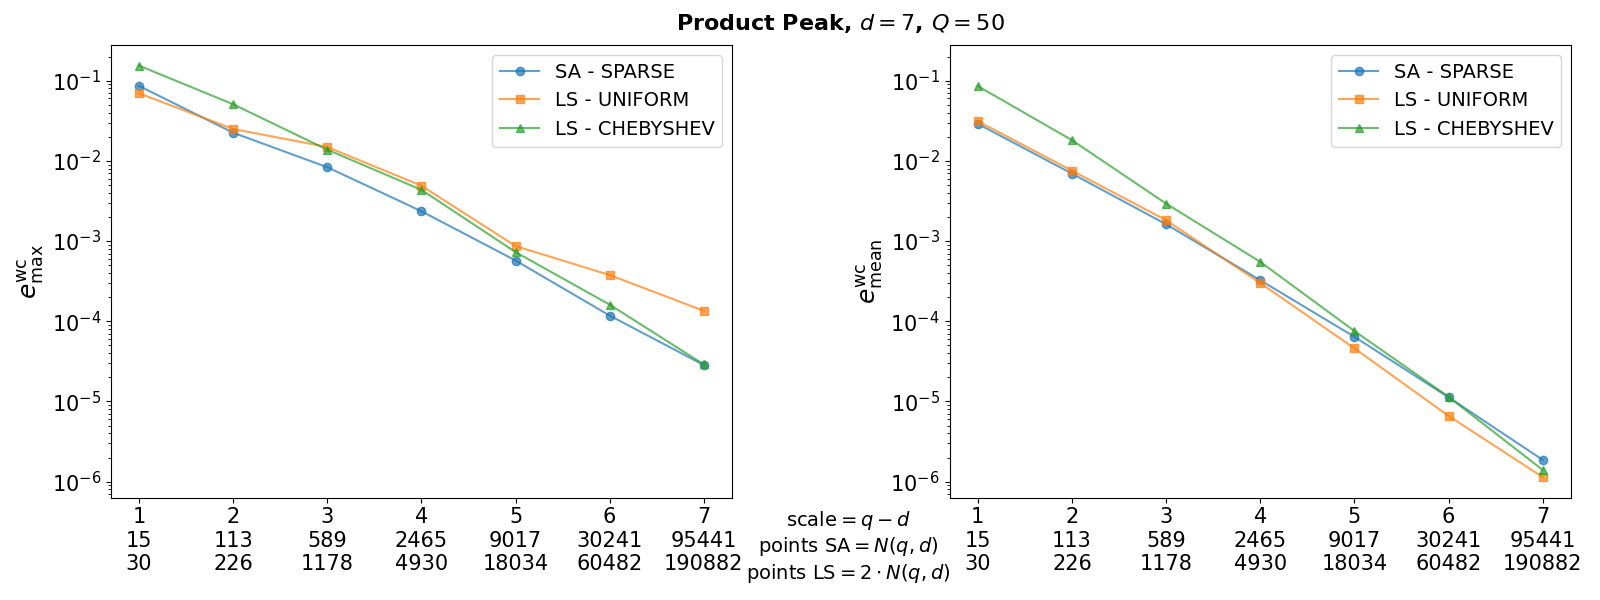 Product Peak, d = 7, Q = 50
e^wc_max
10^-1
10^-2
10^-3
10^-4
10^-5
10^-6
SA - SPARSE
LS - UNIFORM
LS - CHEBYSHEV
1 2 3 4 5 6 7
15 113 589 2465 9017 30241 95441
30 226 1178 4930 18034 60482 190882
scale = q − d
points SA = N(q, d)
points LS = 2 · N(q, d)
e^wc_mean
10^-1
10^-2
10^-3
10^-4
10^-5
10^-6
SA - SPARSE
LS - UNIFORM
LS - CHEBYSHEV
1 2 3 4 5 6 7
15 113 589 2465 9017 30241 95441
30 226 1178 4930 18034 60482 190882